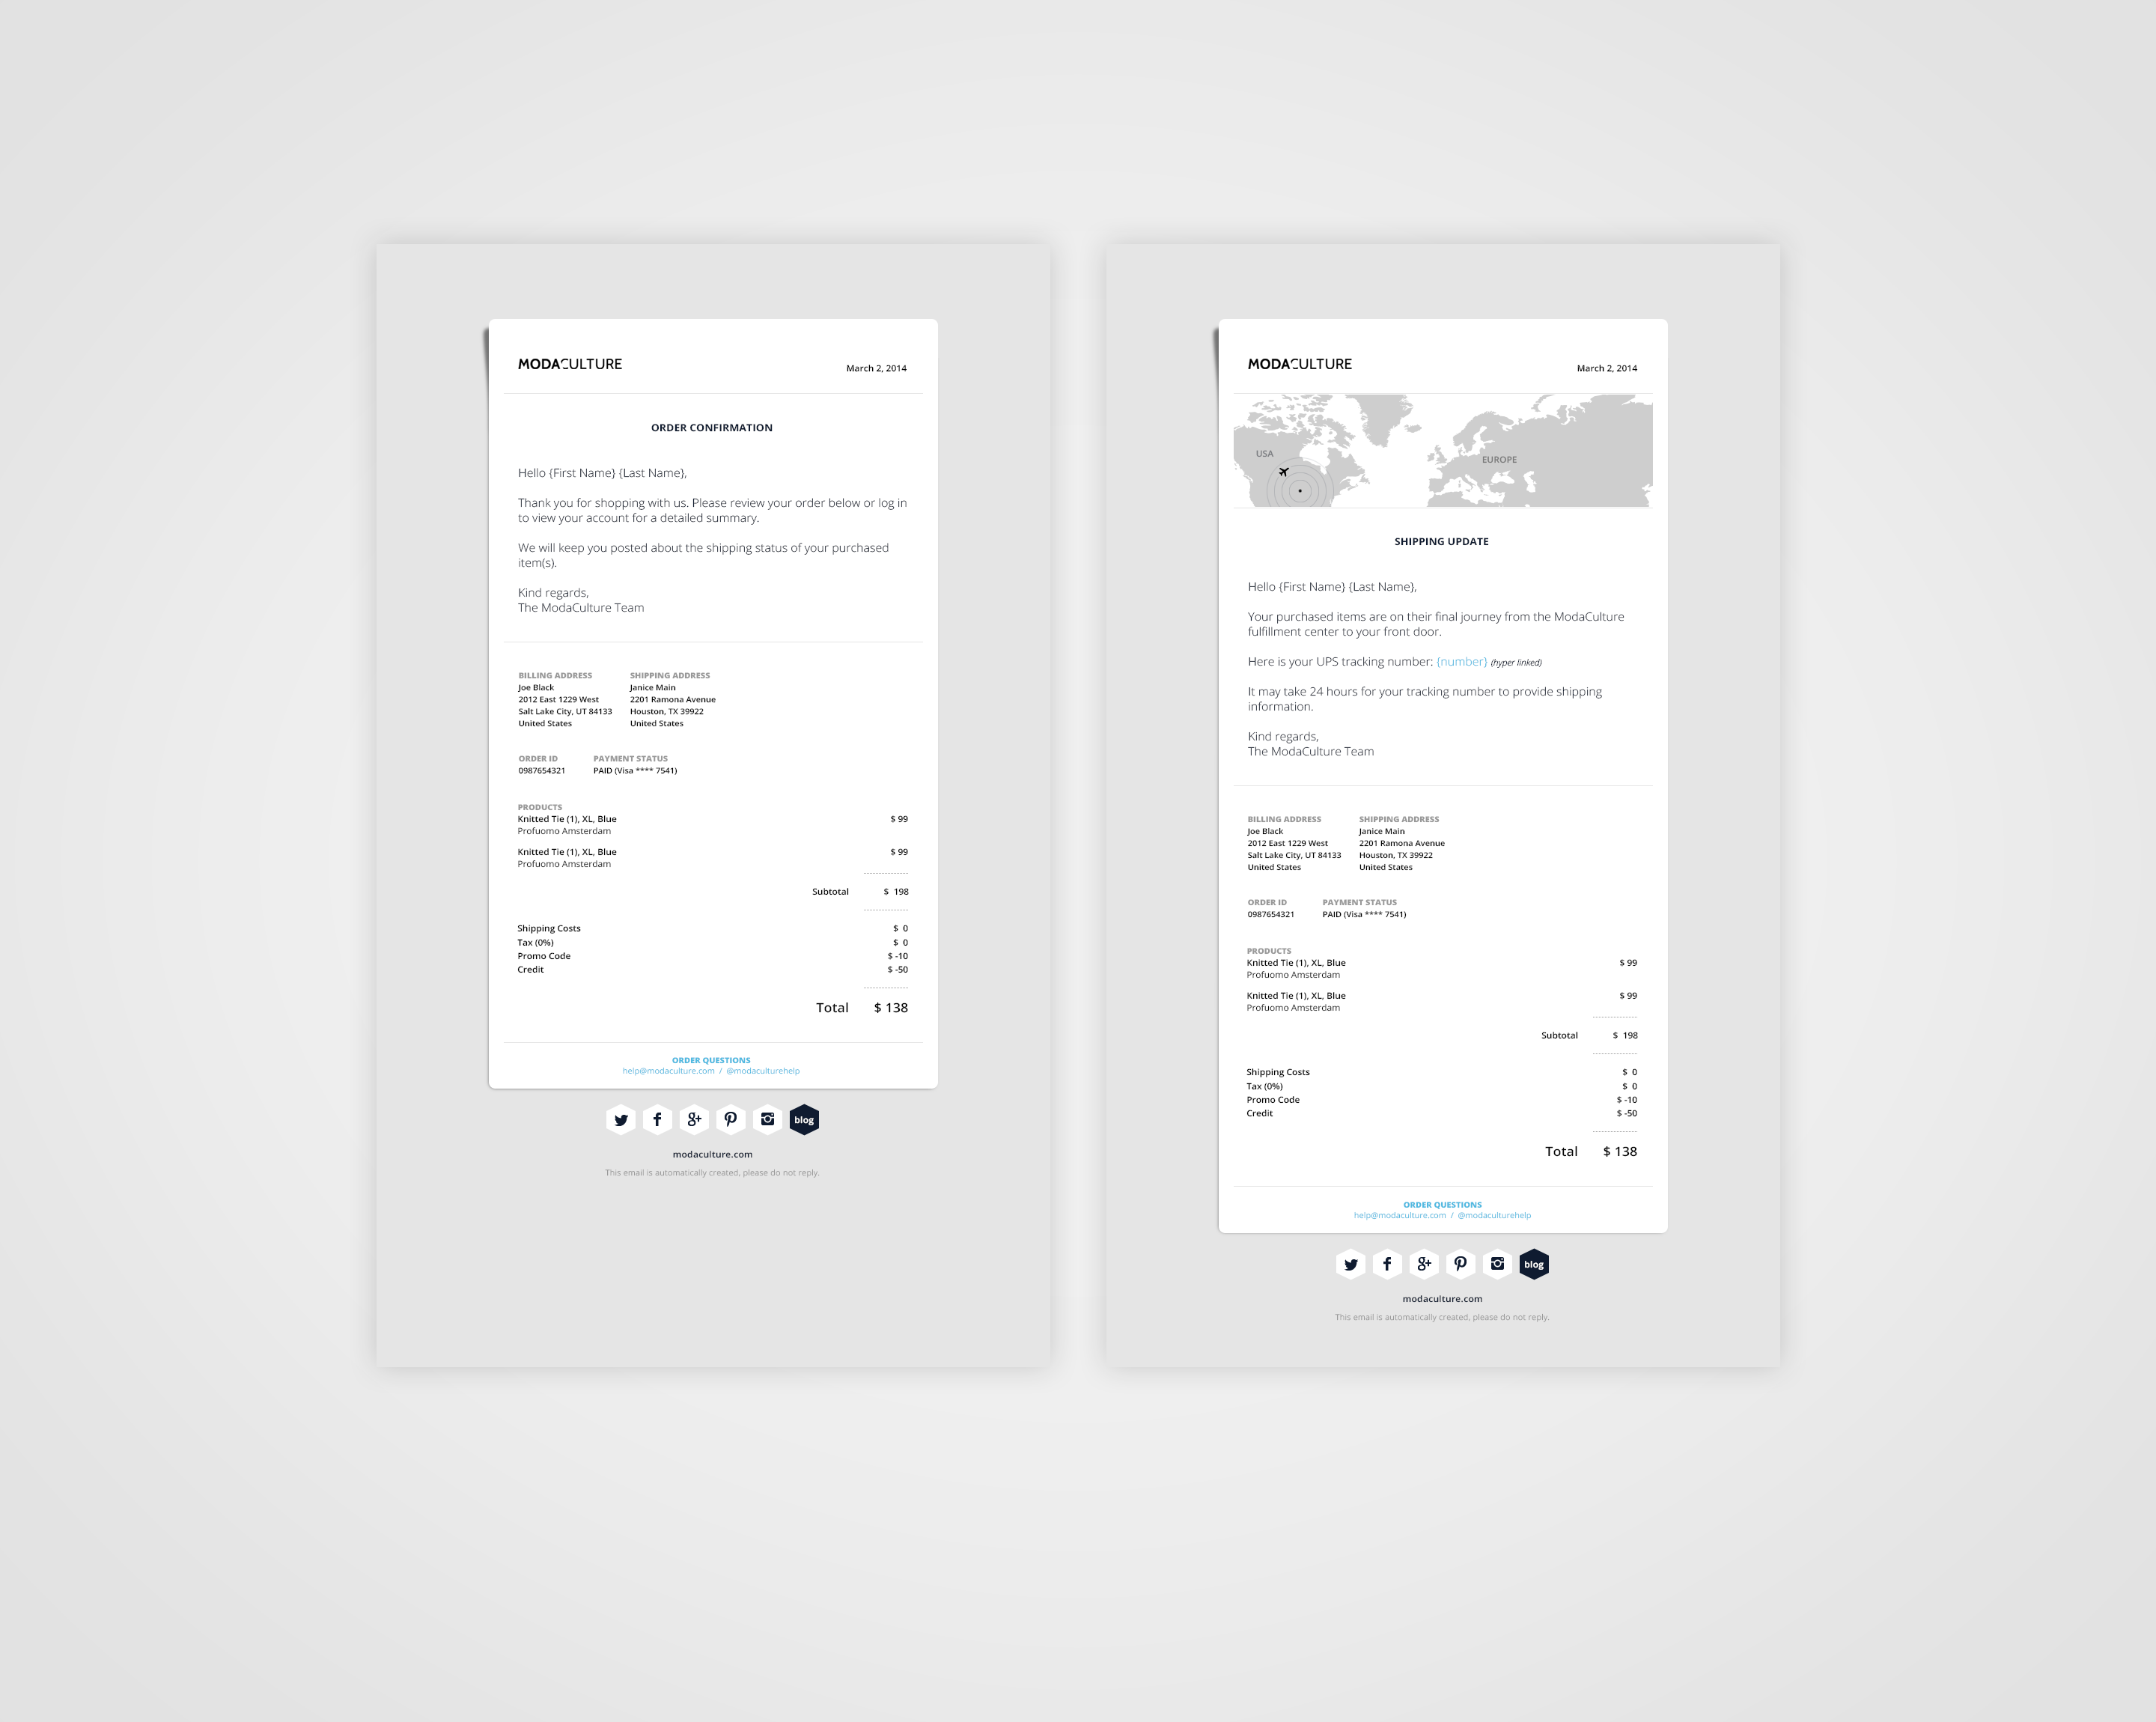 MODACULTURE
March 2, 2014
ORDER CONFIRMATION
Hello {First Name} {Last Name},
Thank you for shopping with us. Please review your order below or log in
to view your account for a detailed summary.
We will keep you posted about the shipping status of your purchased
item(s).
Kind regards,
The ModaCulture Team
BILLING ADDRESS SHIPPING ADDRESS
Joe Black Janice Main
2012 East 1229 West 2201 Ramona Avenue
Salt Lake City, UT 84133 Houston, TX 39922
United States United States
ORDER ID PAYMENT STATUS
0987654321 PAID (Visa **** 7541)
PRODUCTS
Knitted Tie (1), XL, Blue $ 99
Profuomo Amsterdam
Knitted Tie (1), XL, Blue $ 99
Profuomo Amsterdam
Subtotal $ 198
Shipping Costs $ 0
Tax (0%) $ 0
Promo Code $ -10
Credit $ -50
Total $ 138
ORDER QUESTIONS
help@modaculture.com / @modaculturehelp
f g+ blog
modaculture.com
This email is automatically created, please do not reply.
MODACULTURE
March 2, 2014
USA
EUROPE
SHIPPING UPDATE
Hello {First Name} {Last Name},
Your purchased items are on their final journey from the ModaCulture
fulfillment center to your front door.
Here is your UPS tracking number: {number} (hyper linked)
It may take 24 hours for your tracking number to provide shipping
information.
Kind regards,
The ModaCulture Team
BILLING ADDRESS SHIPPING ADDRESS
Joe Black Janice Main
2012 East 1229 West 2201 Ramona Avenue
Salt Lake City, UT 84133 Houston, TX 39922
United States United States
ORDER ID PAYMENT STATUS
0987654321 PAID (Visa **** 7541)
PRODUCTS
Knitted Tie (1), XL, Blue $ 99
Profuomo Amsterdam
Knitted Tie (1), XL, Blue $ 99
Profuomo Amsterdam
Subtotal $ 198
Shipping Costs $ 0
Tax (0%) $ 0
Promo Code $ -10
Credit $ -50
Total $ 138
ORDER QUESTIONS
help@modaculture.com / @modaculturehelp
f g+ blog
modaculture.com
This email is automatically created, please do not reply.